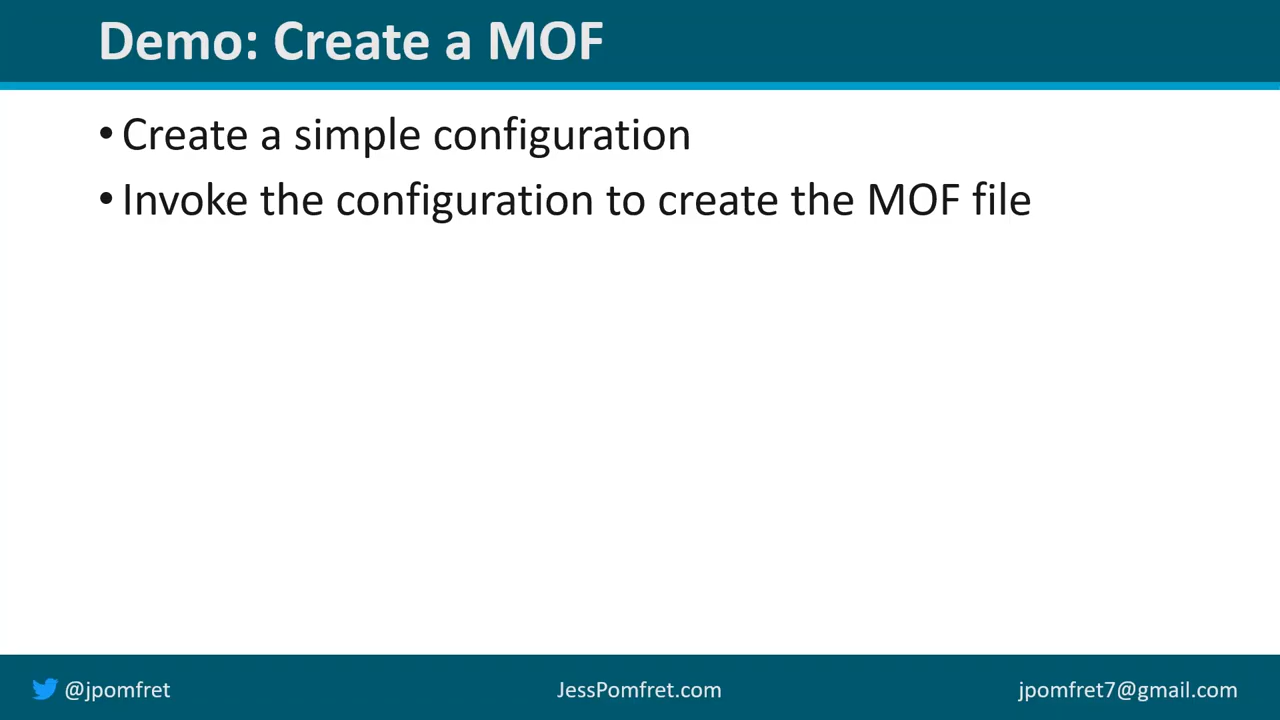 Demo: Create a MOF
• Create a simple configuration
• Invoke the configuration to create the MOF file
@jpomfret
JessPomfret.com
jpomfret7@gmail.com